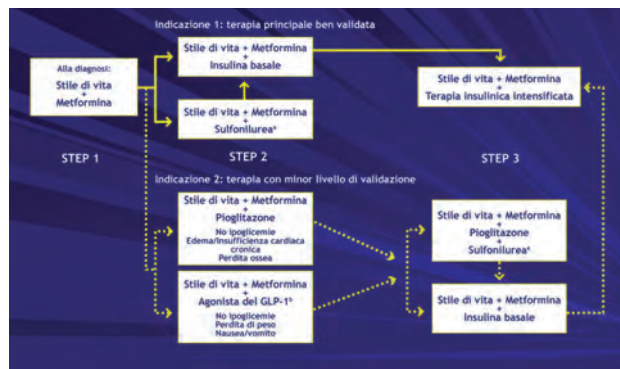 Indicazione 1: terapia principale ben validata
Alla diagnosi:
Stile di vita
+
Metformina
Stile di vita + Metformina
+
Insulina basale
Stile di vita + Metformina
+
Sulfonilureaᵃ
Stile di vita + Metformina
+
Terapia insulinica intensificata
STEP 1
STEP 2
STEP 3
Indicazione 2: terapia con minor livello di validazione
Stile di vita + Metformina
+
Pioglitazone
No ipoglicemie
Edema/Insufficienza cardiaca
cronica
Perdita ossea
Stile di vita + Metformina
+
Agonista del GLP-1ᵇ
No ipoglicemie
Perdita di peso
Nausea/vomito
Stile di vita + Metformina
+
Pioglitazone
+
Sulfonilureaᵃ
Stile di vita + Metformina
+
Insulina basale